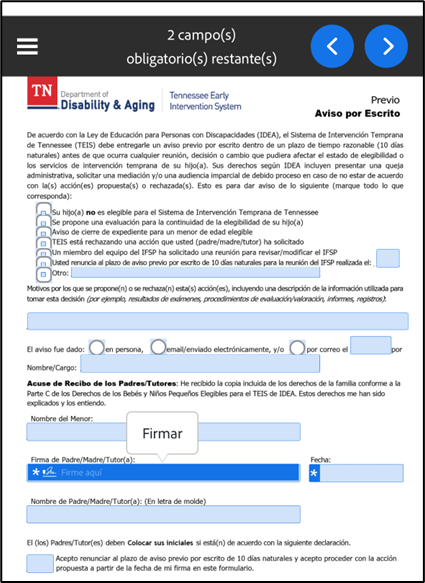 2 campo(s)
obligatorio(s) restante(s)
TN
Department of
Disability & Aging
Tennessee Early
Intervention System
Previo
Aviso por Escrito
De acuerdo con la Ley de Educación para Personas con Discapacidades (IDEA), el Sistema de Intervención Temprana
de Tennessee (TEIS) debe entregarle un aviso previo por escrito dentro de un plazo de tiempo razonable (10 días
naturales) antes de que ocurra cualquier reunión, decisión o cambio que pudiera afectar el estado de elegibilidad o
los servicios de intervención temprana de su hijo(a). Sus derechos según IDEA incluyen presentar una queja
administrativa, solicitar una mediación y/o una audiencia imparcial de debido proceso en caso de no estar de acuerdo
con la(s) acción(es) propuesta(s) o rechazada(s). Esto es para dar aviso de lo siguiente (marque todo lo que
corresponda):
Su hijo(a) no es elegible para el Sistema de Intervención Temprana de Tennessee
Se propone una evaluación para la continuidad de la elegibilidad de su hijo(a)
Aviso de cierre de expediente para un menor de edad elegible
TEIS está rechazando una acción que usted (padre/madre/tutor) ha solicitado
Un miembro del equipo del IFSP ha solicitado una reunión para revisar/modificar el IFSP
Usted renuncia al plazo de aviso previo por escrito de 10 días naturales para la reunión del IFSP realizada el:
Otro:
Motivos por los que se propone(n) o se rechaza(n) esta(s) acción(es), incluyendo una descripción de la información utilizada para
tomar esta decisión (por ejemplo, resultados de exámenes, procedimientos de evaluación/valoración, informes, registros):
El aviso fue dado: en persona, email/enviado electrónicamente, y/o por correo el por
Nombre/Cargo:
Acuse de Recibo de los Padres/Tutores: He recibido la copia incluida de los derechos de la familia conforme a la
Parte C de los Derechos de los Bebés y Niños Pequeños Elegibles para el TEIS de IDEA. Estos derechos me han sido
explicados y los entiendo.
Nombre del Menor:
Firmar
Firma de Padre/Madre/Tutor(a): Fecha:
* Firme aquí *
Nombre de Padre/Madre/Tutor(a): (En letra de molde)
El (los) Padres/Tutor(es) deben Colocar sus iniciales si está(n) de acuerdo con la siguiente declaración.
Acepto renunciar al plazo de aviso previo por escrito de 10 días naturales y acepto proceder con la acción
propuesta a partir de la fecha de mi firma en este formulario.